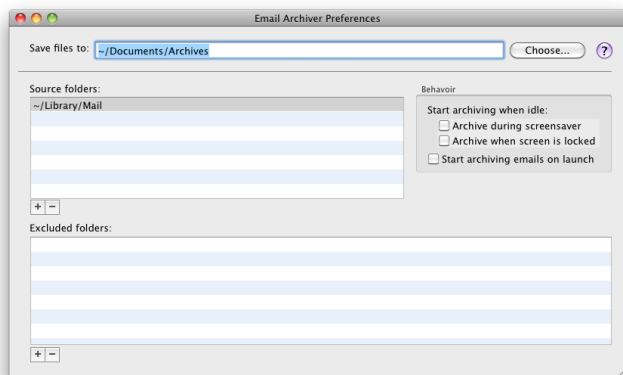 Email Archiver Preferences
Save files to: ~/Documents/Archives Choose... ?
Source folders:
~/Library/Mail
+ −
Behavoir
Start archiving when idle:
Archive during screensaver
Archive when screen is locked
Start archiving emails on launch
Excluded folders:
+ −